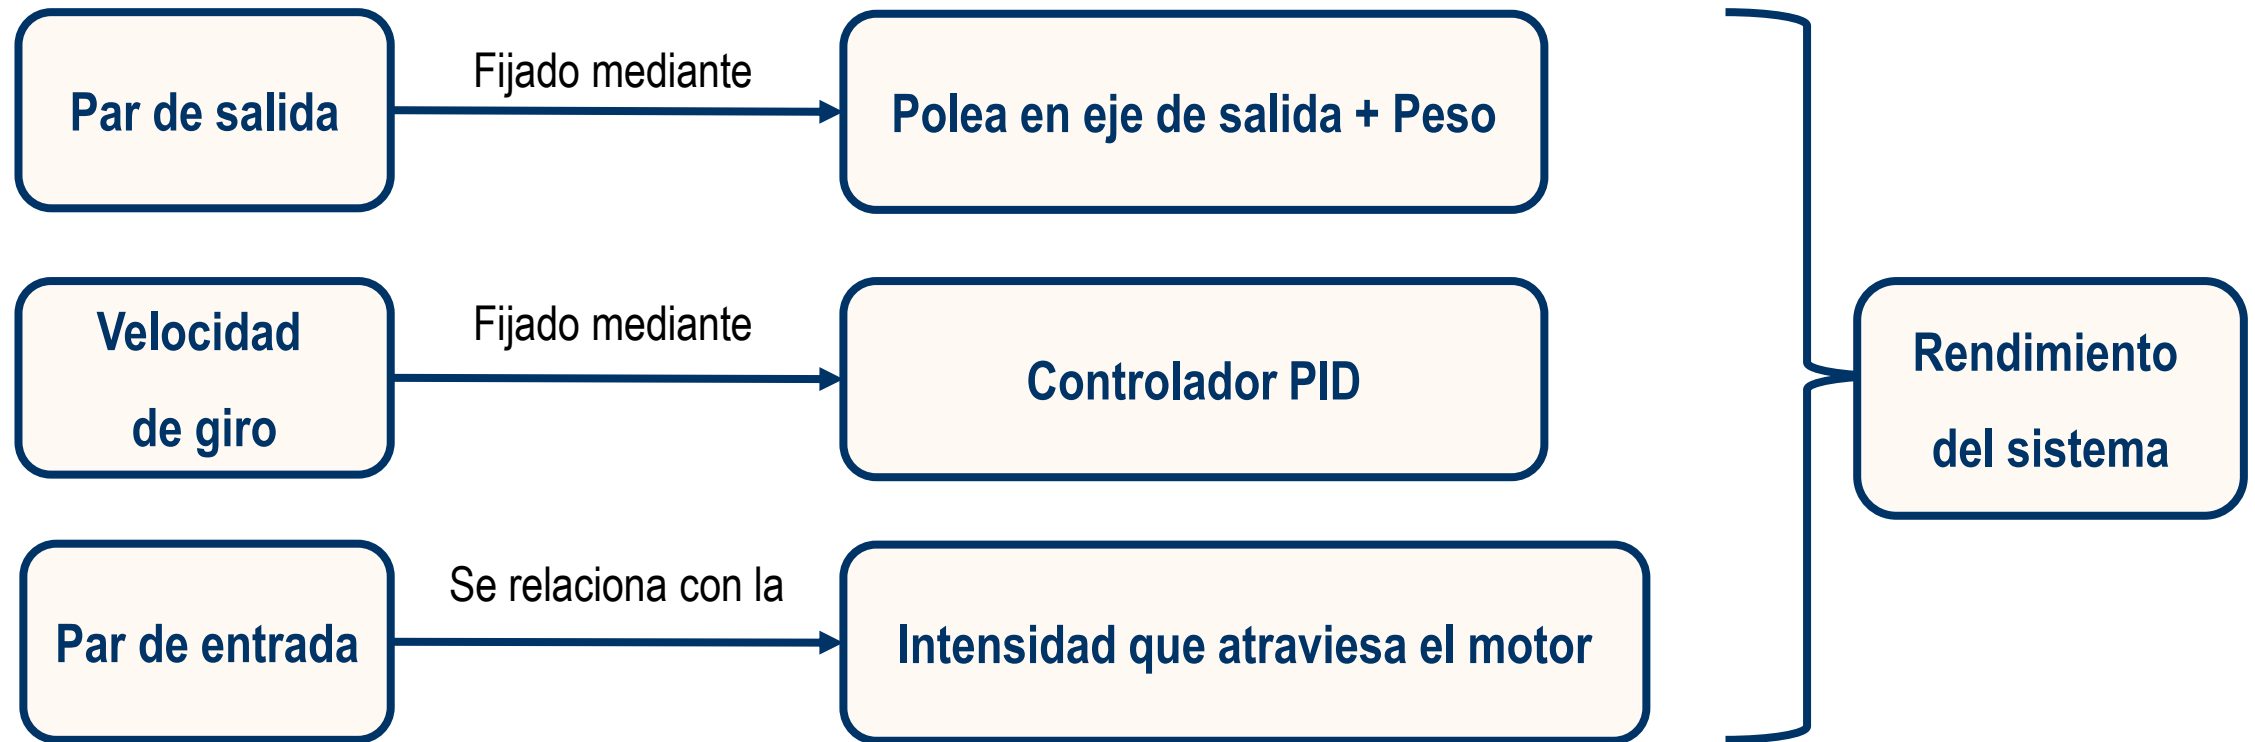 Par de salida
Fijado mediante
Polea en eje de salida + Peso
Velocidad
de giro
Fijado mediante
Controlador PID
Par de entrada
Se relaciona con la
Intensidad que atraviesa el motor
Rendimiento
del sistema